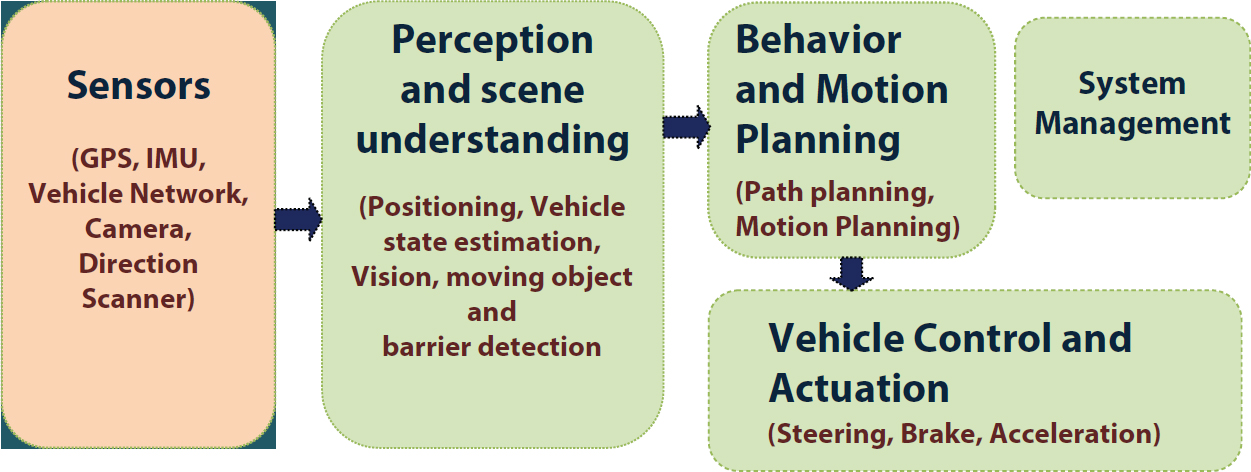 Sensors
(GPS, IMU,
Vehicle Network,
Camera,
Direction
Scanner)
Perception
and scene
understanding
(Positioning, Vehicle
state estimation,
Vision, moving object
and
barrier detection
Behavior
and Motion
Planning
(Path planning,
Motion Planning)
System
Management
Vehicle Control and
Actuation
(Steering, Brake, Acceleration)